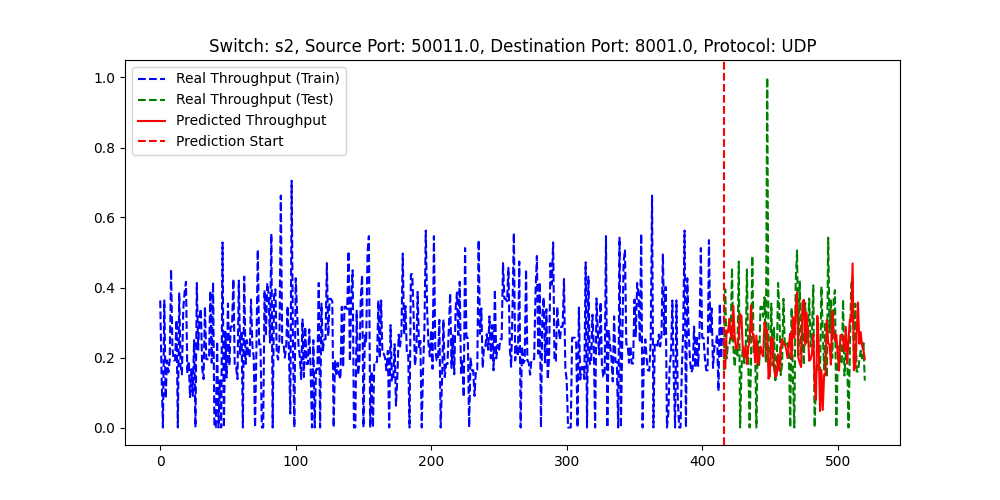 Switch: s2, Source Port: 50011.0, Destination Port: 8001.0, Protocol: UDP
Real Throughput (Train)
Real Throughput (Test)
Predicted Throughput
Prediction Start
1.0
0.8
0.6
0.4
0.2
0.0
0 100 200 300 400 500